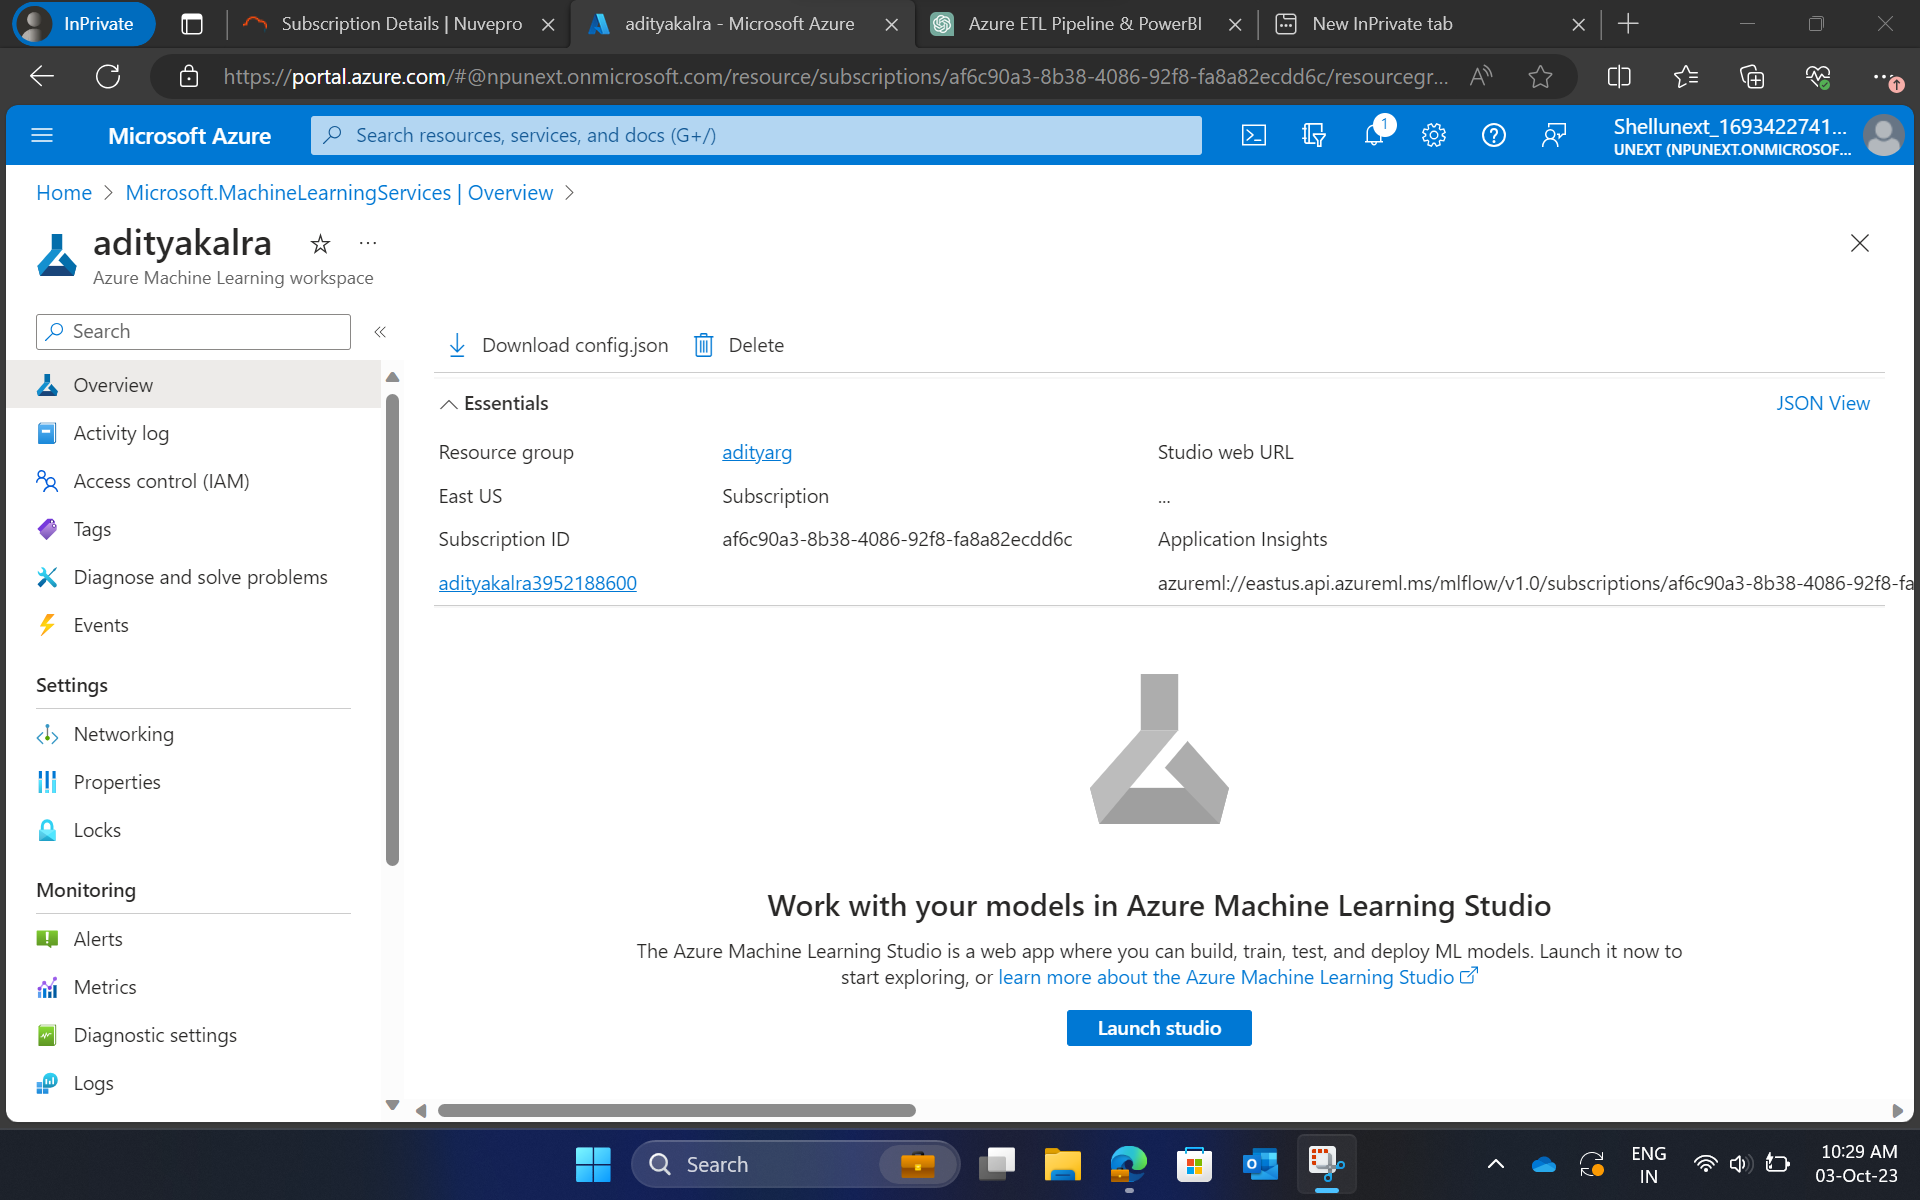 InPrivate
Subscription Details | Nuvepro
adityakalra - Microsoft Azure
Azure ETL Pipeline & PowerBI
New InPrivate tab
https://portal.azure.com/#@npunext.onmicrosoft.com/resource/subscriptions/af6c90a3-8b38-4086-92f8-fa8a82ecdd6c/resourcegr...
Microsoft Azure
Search resources, services, and docs (G+/)
1
Shellunext_1693422741...
UNEXT (NPUNEXT.ONMICROSOF...
Home > Microsoft.MachineLearningServices | Overview >
adityakalra
Azure Machine Learning workspace
Search
Download config.json
Delete
Overview
Activity log
Access control (IAM)
Tags
Diagnose and solve problems
Events
Settings
Networking
Properties
Locks
Monitoring
Alerts
Metrics
Diagnostic settings
Logs
Essentials
JSON View
Resource group
adityarg
Studio web URL
East US
Subscription
...
Subscription ID
af6c90a3-8b38-4086-92f8-fa8a82ecdd6c
Application Insights
adityakalra3952188600
azureml://eastus.api.azureml.ms/mlflow/v1.0/subscriptions/af6c90a3-8b38-4086-92f8-fa
Work with your models in Azure Machine Learning Studio
The Azure Machine Learning Studio is a web app where you can build, train, test, and deploy ML models. Launch it now to
start exploring, or learn more about the Azure Machine Learning Studio
Launch studio
Search
ENG
IN
10:29 AM
03-Oct-23